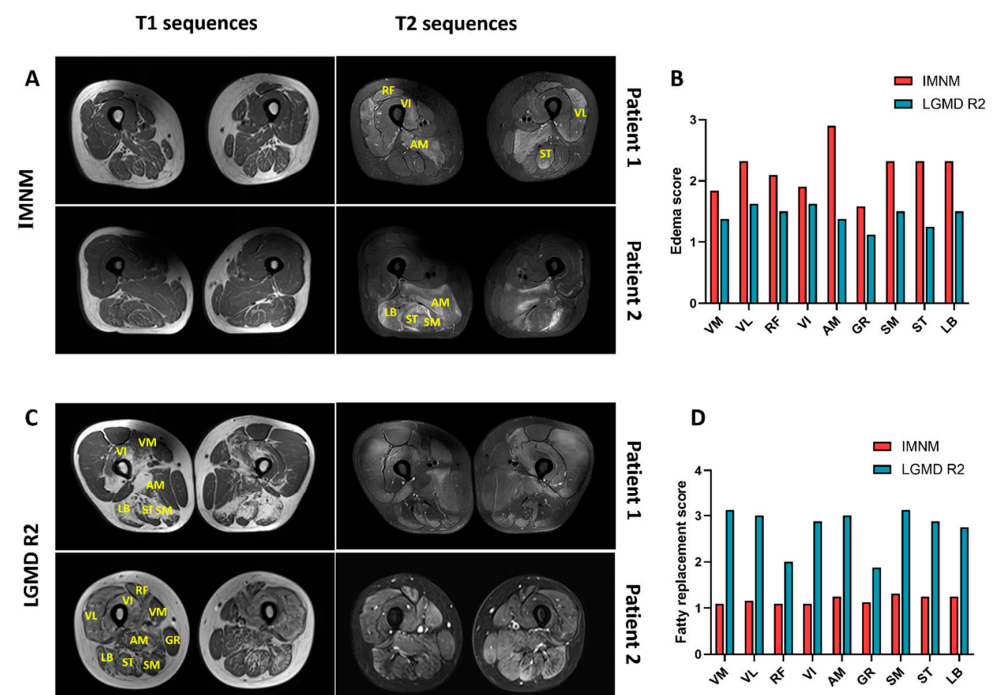 T1 sequences
T2 sequences
A
IMNM
RF
VI
VL
AM
ST
Patient 1
LB
AM
ST
SM
Patient 2
B
IMNM
LGMD R2
Edema score
3
2
1
0
VM
VL
RF
VI
AM
GR
SM
ST
LB
C
LGMD R2
VM
VI
AM
LB
ST
SM
Patient 1
RF
VI
VL
VM
AM
GR
LB
ST
SM
Patient 2
D
IMNM
LGMD R2
Fatty replacement score
4
3
2
1
0
VM
VL
RF
VI
AM
GR
SM
ST
LB